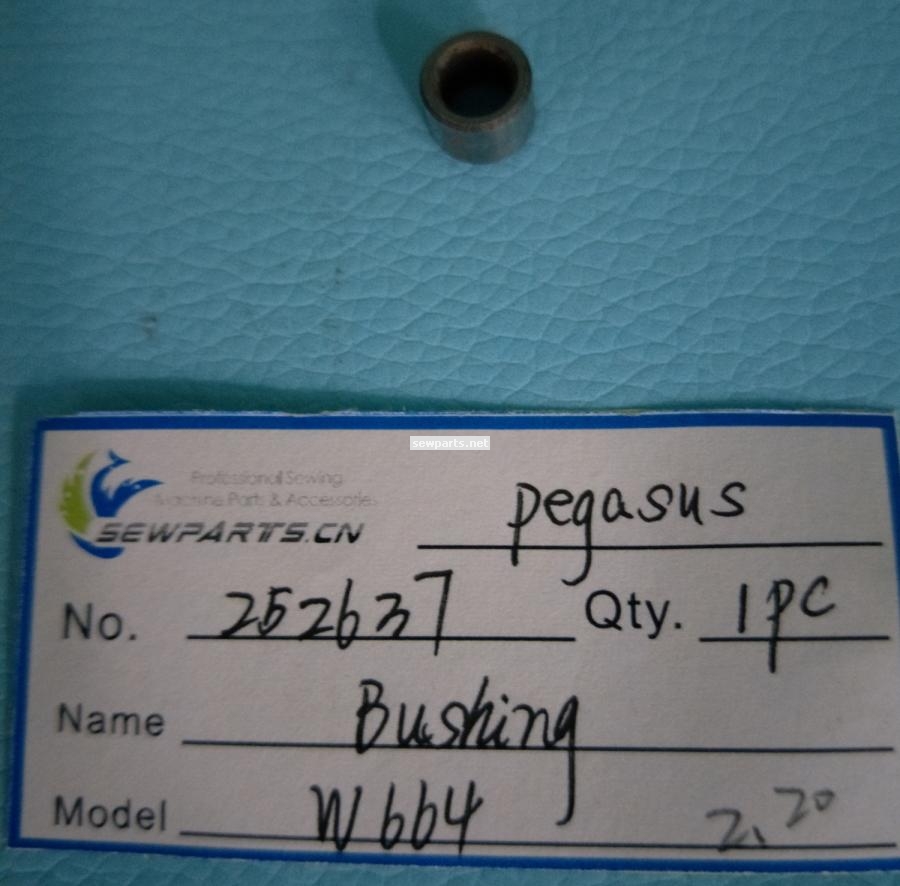 sewparts.net
Professional Sewing
Machine Parts & Accessories
SEWPARTS.CN
pegasus
No. 252637 Qty. 1pc
Name Bushing
Model W664
2.20